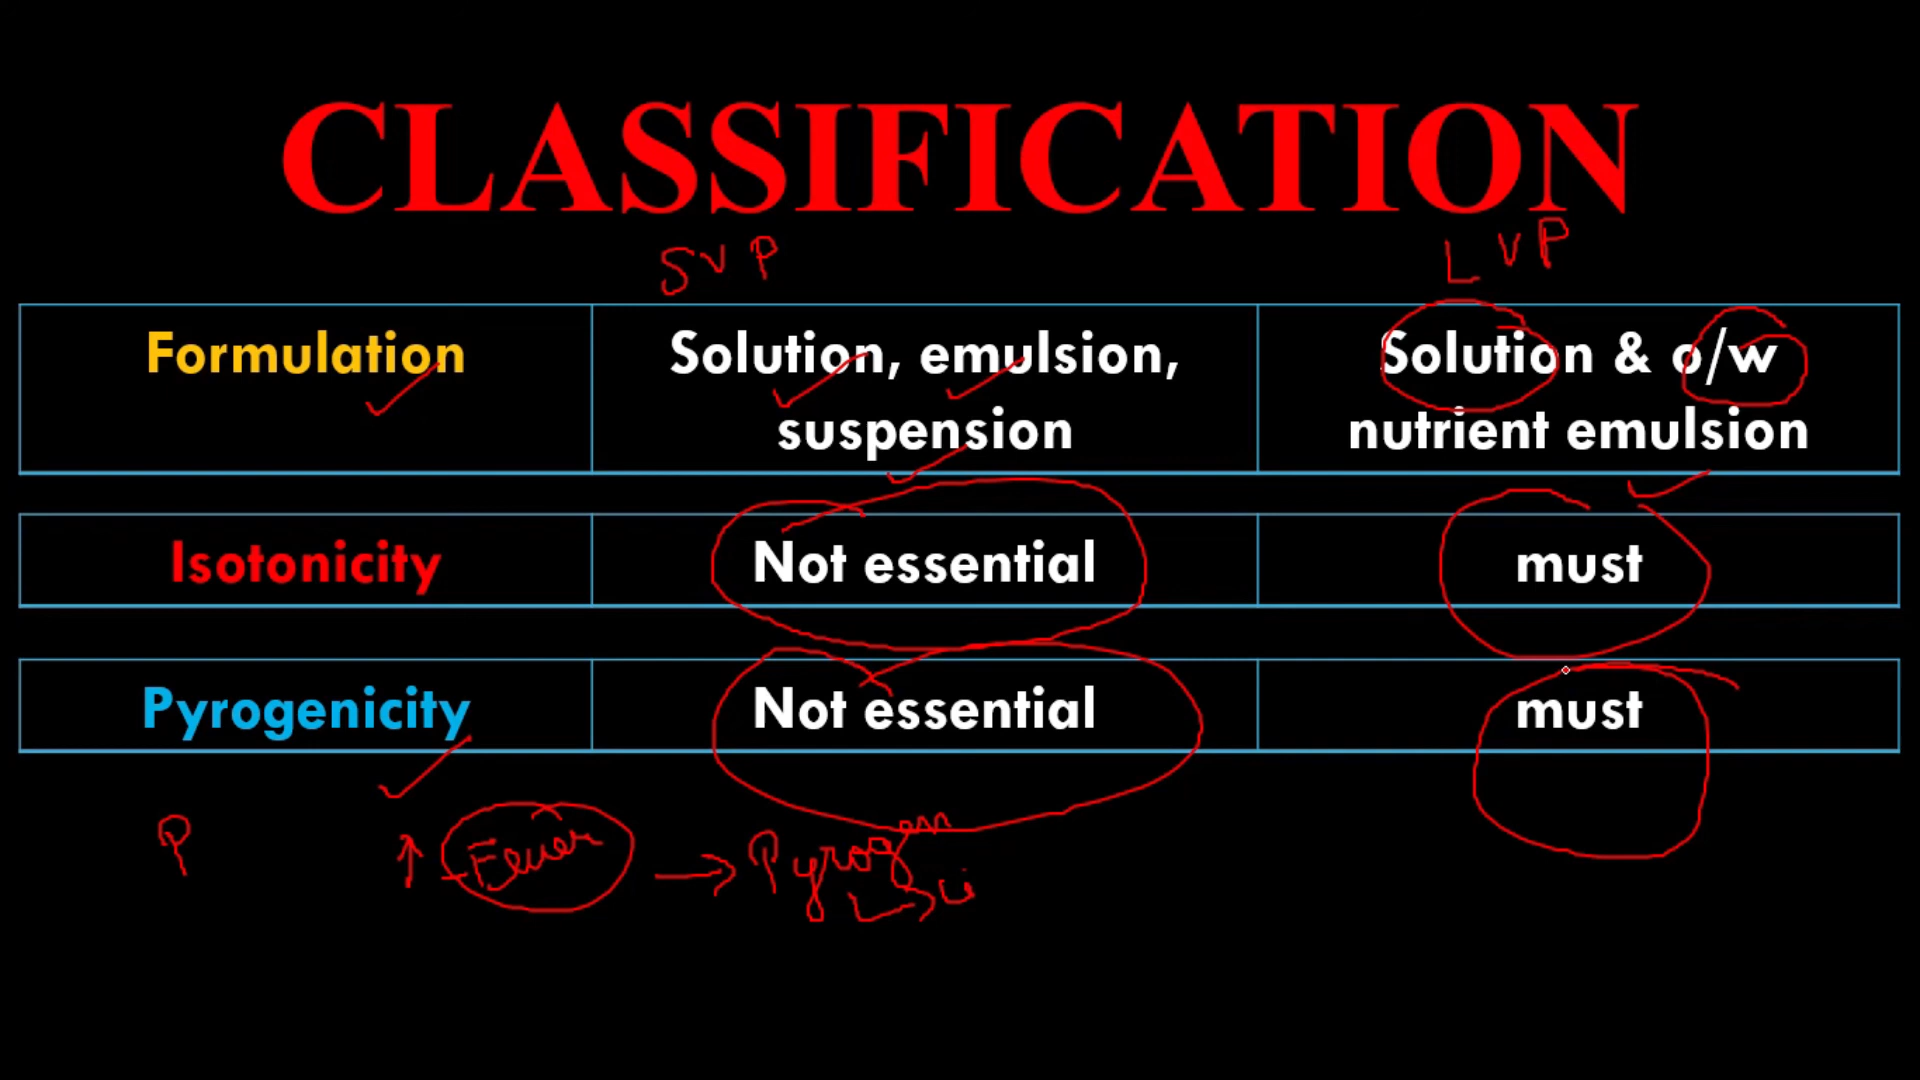 CLASSIFICATION
SVP LVP
Formulation Solution, emulsion, suspension Solution & o/w nutrient emulsion
Isotonicity Not essential must
Pyrogenicity Not essential must
P ↑ Fever → Pyrogen